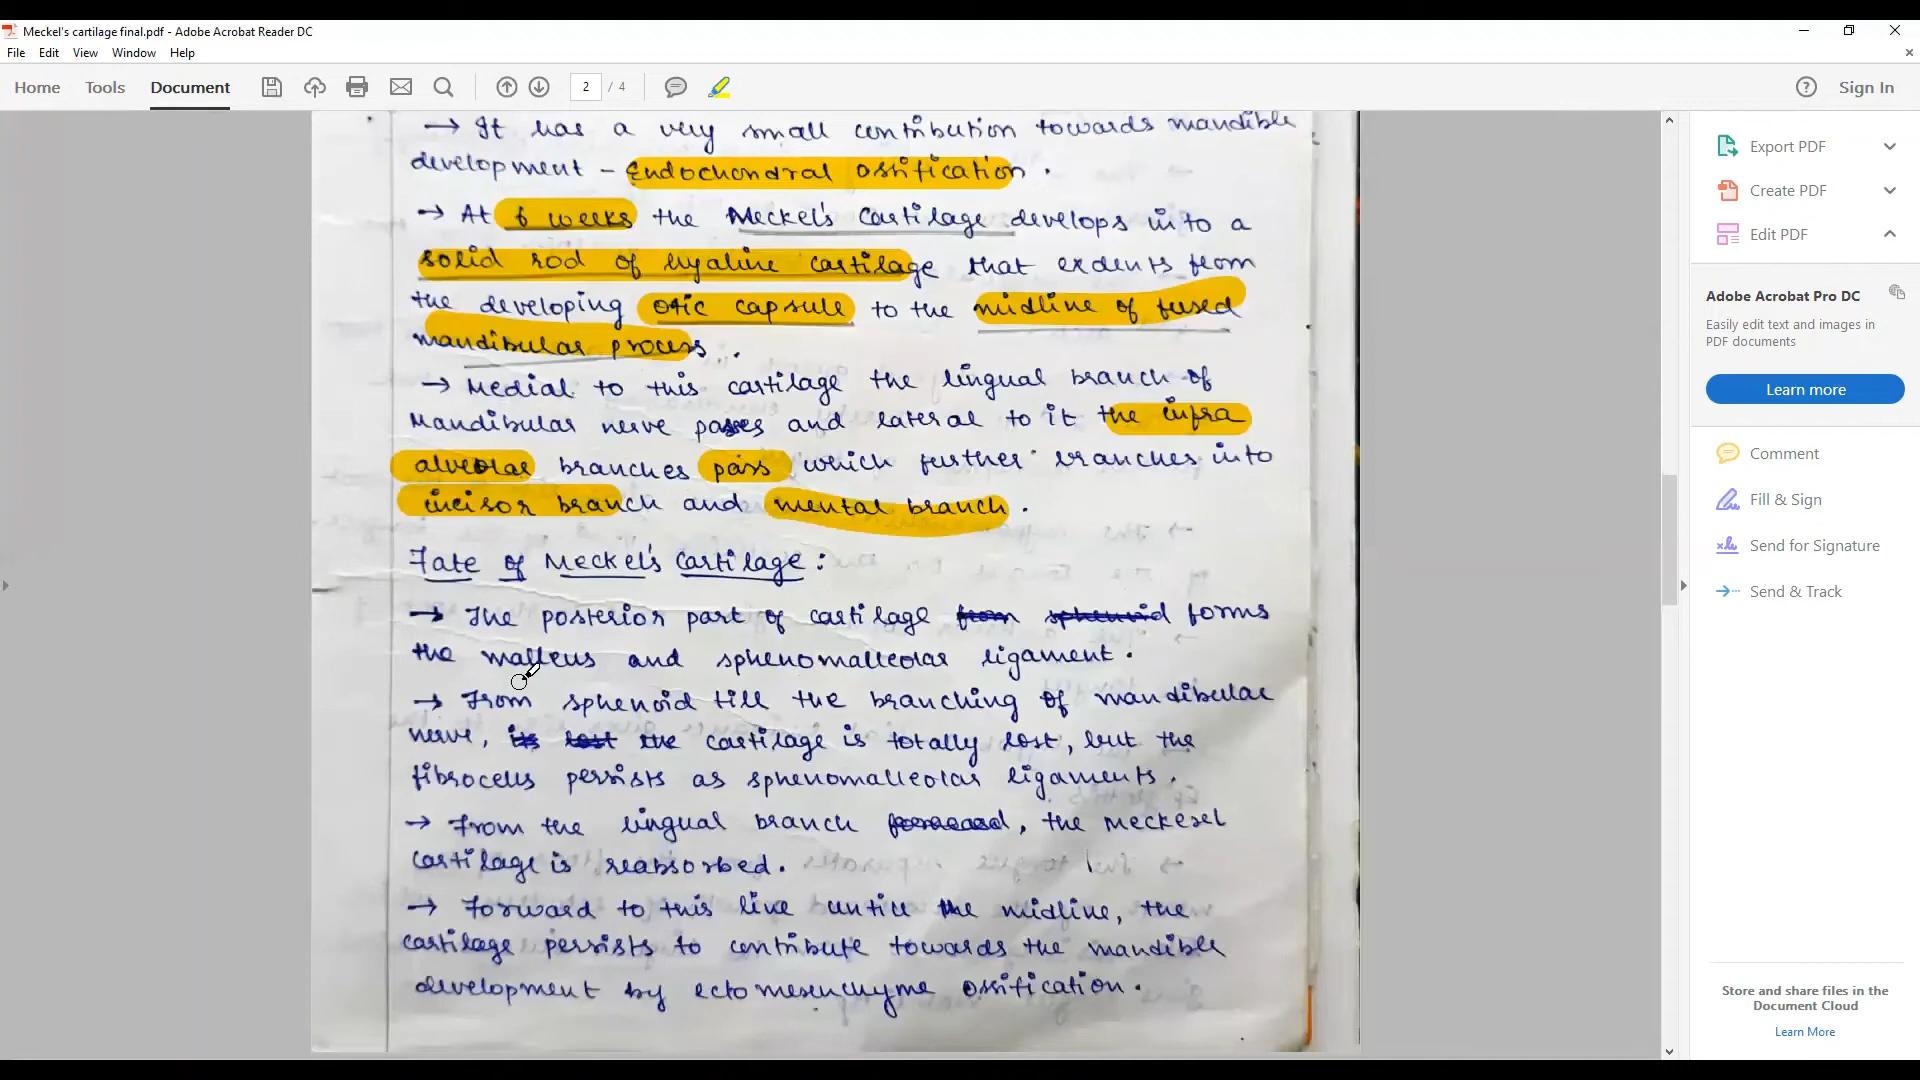 Meckel's cartilage final.pdf - Adobe Acrobat Reader DC
File Edit View Window Help
Home Tools Document 2 / 4 Sign In
→ It has a very small contribution towards mandible
development - Endochondral Ossification.
→ At 6 weeks the Meckel's Cartilage develops into a
solid rod of hyaline cartilage that extents from
the developing otic capsule to the midline of fused
mandibular process.
→ Medial to this cartilage the lingual branch of
Mandibular nerve passes and lateral to it the infra
alveolar branches pass which further branches into
incisor branch and mental branch.
Fate of Meckel's Cartilage:
→ The posterior part of cartilage from sphenoid forms
the malleus and sphenomalleolar ligament.
→ From sphenoid till the branching of mandibular
nerve, its lost the cartilage is totally lost, but the
fibrocells persists as sphenomalleolar ligaments.
→ From the lingual branch forward, the meckesel
cartilage is reabsorbed.
→ Forward to this line untill the midline, the
cartilage persists to contribute towards the mandible
development by ectomesenchyme ossification.
Export PDF
Create PDF
Edit PDF
Adobe Acrobat Pro DC
Easily edit text and images in
PDF documents
Learn more
Comment
Fill & Sign
Send for Signature
Send & Track
Store and share files in the
Document Cloud
Learn More